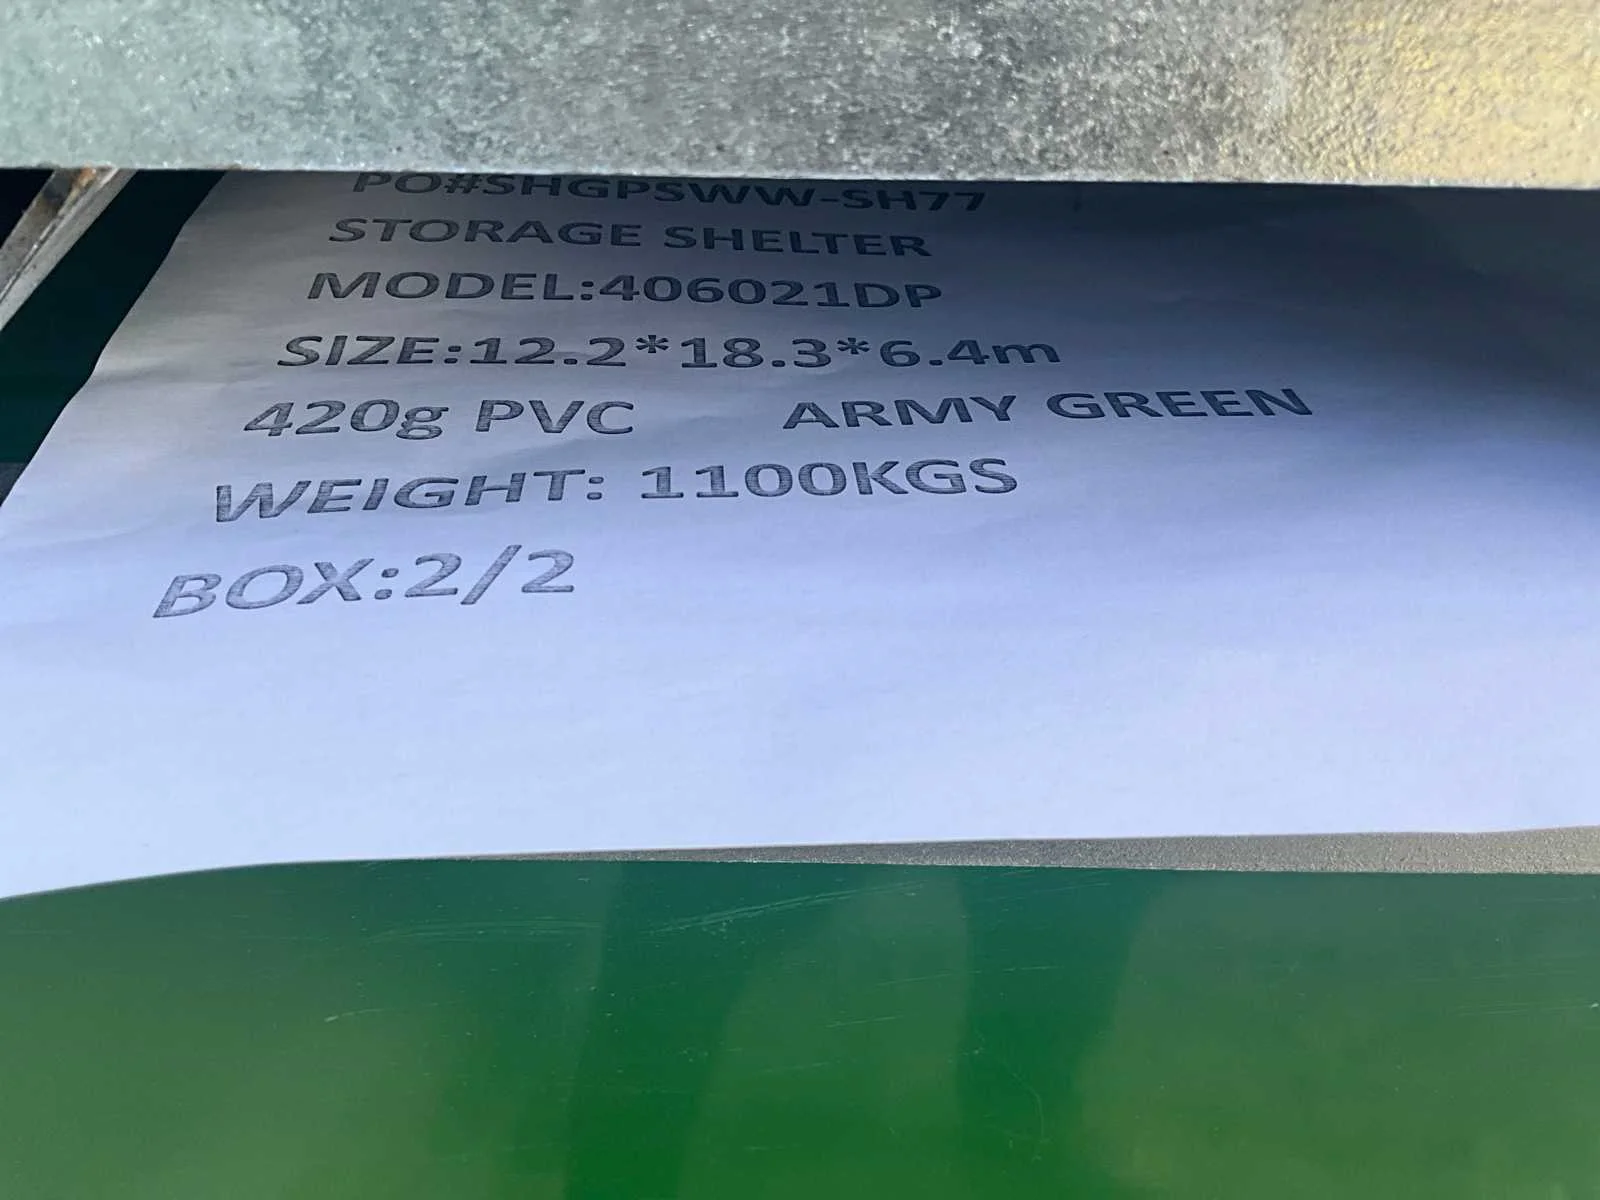 PO#SHGPSWW-SH77
STORAGE SHELTER
MODEL:406021DP
SIZE:12.2*18.3*6.4m
420g PVC ARMY GREEN
WEIGHT: 1100KGS
BOX:2/2